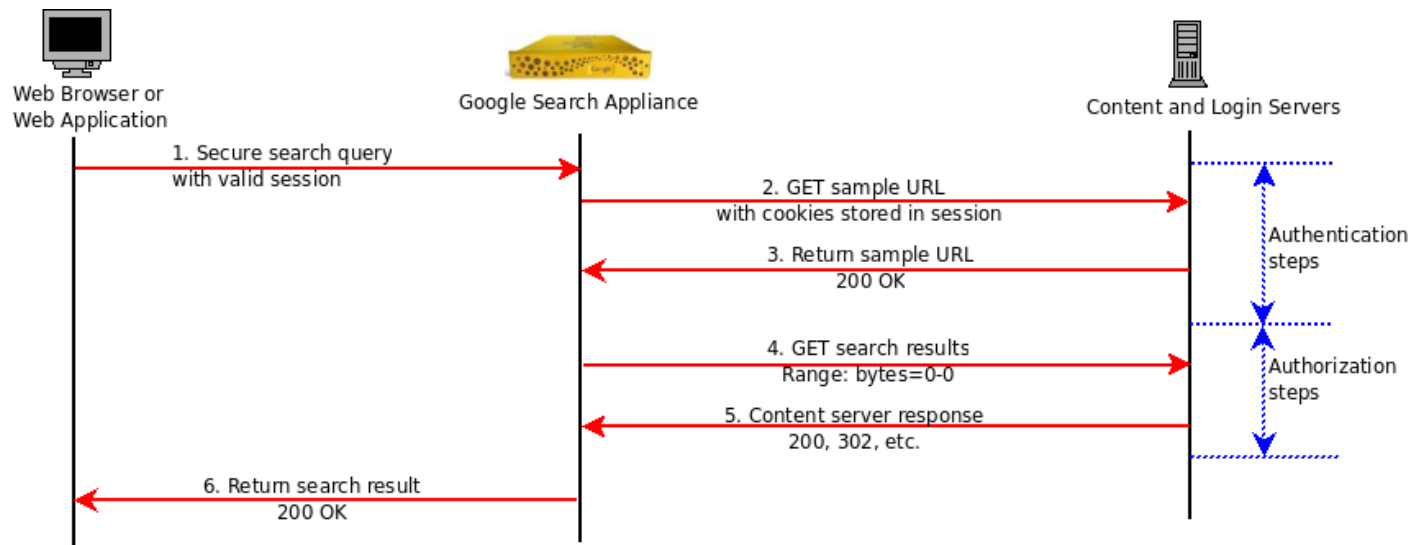 Web Browser or
Web Application
Google Search Appliance
Content and Login Servers
1. Secure search query
with valid session
2. GET sample URL
with cookies stored in session
3. Return sample URL
200 OK
Authentication
steps
4. GET search results
Range: bytes=0-0
Authorization
steps
5. Content server response
200, 302, etc.
6. Return search result
200 OK